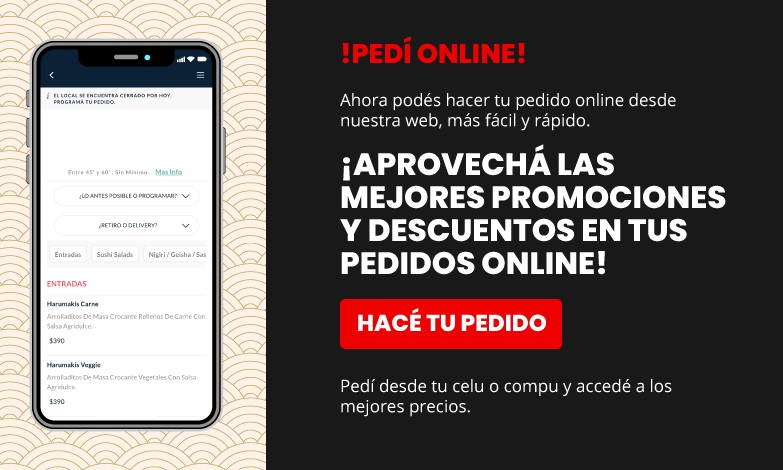 i EL LOCAL SE ENCUENTRA CERRADO POR HOY.
PROGRAMÁ TU PEDIDO.
Entre 45' y 60'. Sin Mínimo. Mas Info
¿LO ANTES POSIBLE O PROGRAMAR?
¿RETIRO O DELIVERY?
Entradas Sushi Salads Nigiri / Geisha / Sas
ENTRADAS
Harumakis Carne
Arrolladitos De Masa Crocante Rellenos De Carne Con
Salsa Agridulce.
$390
Harumakis Veggie
Arrolladitos De Masa Crocante Vegetales Con Salsa
Agridulce.
$390
!PEDÍ ONLINE!
Ahora podés hacer tu pedido online desde
nuestra web, más fácil y rápido.
¡APROVECHÁ LAS
MEJORES PROMOCIONES
Y DESCUENTOS EN TUS
PEDIDOS ONLINE!
HACÉ TU PEDIDO
Pedí desde tu celu o compu y accedé a los
mejores precios.